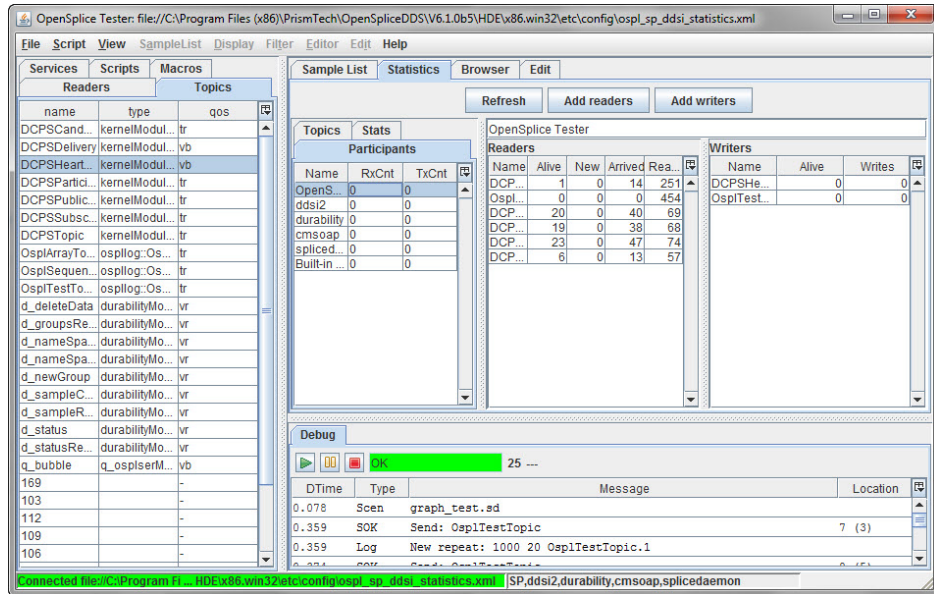 OpenSplice Tester: file://C:\Program Files (x86)\PrismTech\OpenSpliceDDS\V6.1.0b5\HDE\x86.win32\etc\config\ospl_sp_ddsi_statistics.xml
File Script View SampleList Display Filter Editor Edit Help
Services Scripts Macros
Readers Topics
name type qos
DCPSCand... kernelModul... tr
DCPSDelivery kernelModul... vb
DCPSHeart... kernelModul... vb
DCPSPartici... kernelModul... tr
DCPSPublic... kernelModul... tr
DCPSSubsc... kernelModul... tr
DCPSTopic kernelModul... tr
OsplArrayTo... ospllog::Os... tr
OsplSequen... ospllog::Os... tr
OsplTestTo... ospllog::Os... tr
d_deleteData durabilityMo... vr
d_groupsRe... durabilityMo... vr
d_nameSpa... durabilityMo... vr
d_nameSpa... durabilityMo... vr
d_newGroup durabilityMo... vr
d_sampleC... durabilityMo... vr
d_sampleR... durabilityMo... vr
d_status durabilityMo... vr
d_statusRe... durabilityMo... vr
q_bubble q_osplserM... vb
169 -
103 -
112 -
109 -
106 -
Sample List Statistics Browser Edit
Refresh Add readers Add writers
Topics Stats
Participants
Name RxCnt TxCnt
OpenS... 0 0
ddsi2 0 0
durability 0 0
cmsoap 0 0
spliced... 0 0
Built-in ... 0 0
OpenSplice Tester
Readers
Name Alive New Arrived Rea...
DCP... 1 0 14 251
Ospl... 0 0 0 454
DCP... 20 0 40 69
DCP... 19 0 38 68
DCP... 23 0 47 74
DCP... 6 0 13 57
Writers
Name Alive Writes
DCPSHe... 0 0
OsplTest... 0 0
Debug
OK 25 ---
DTime Type Message Location
0.078 Scen graph_test.sd
0.359 SOK Send: OsplTestTopic 7 (3)
0.359 Log New repeat: 1000 20 OsplTestTopic.1
Connected file://C:\Program Fi ... HDE\x86.win32\etc\config\ospl_sp_ddsi_statistics.xml SP,ddsi2,durability,cmsoap,splicedaemon